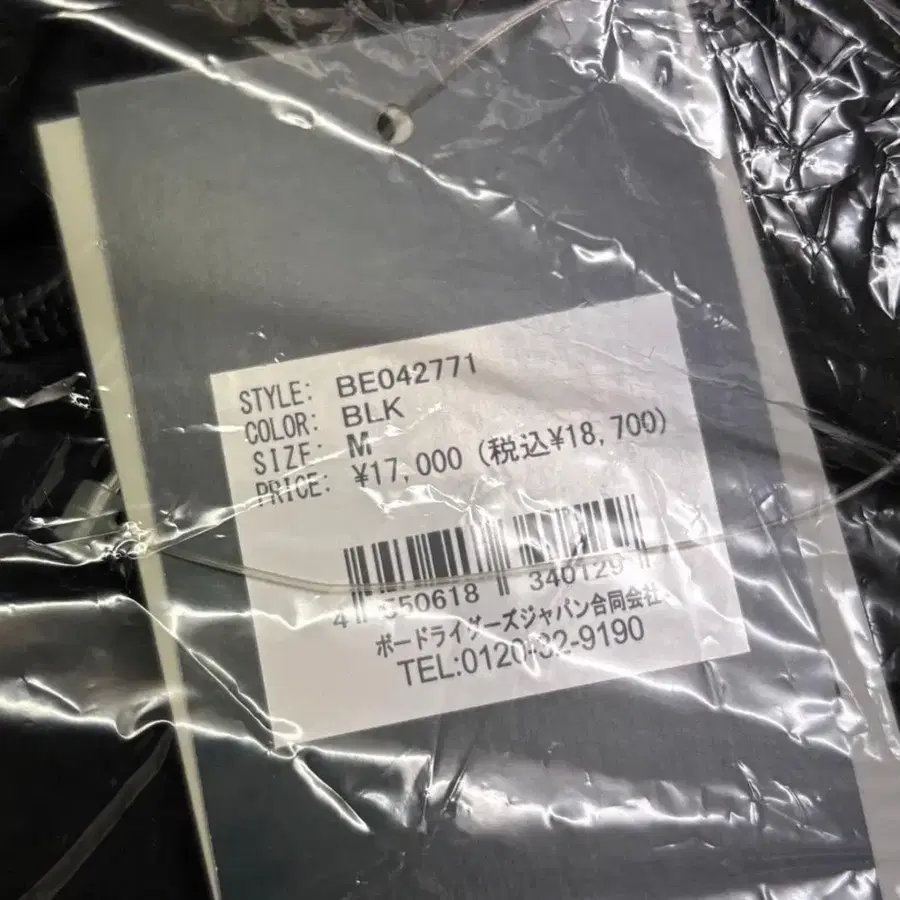 STYLE: BE042771
COLOR: BLK
SIZE: M
PRICE: ¥17,000 (税込¥18,700)
4 550618 340129
ボードライダーズジャパン合同会社
TEL:0120-32-9190